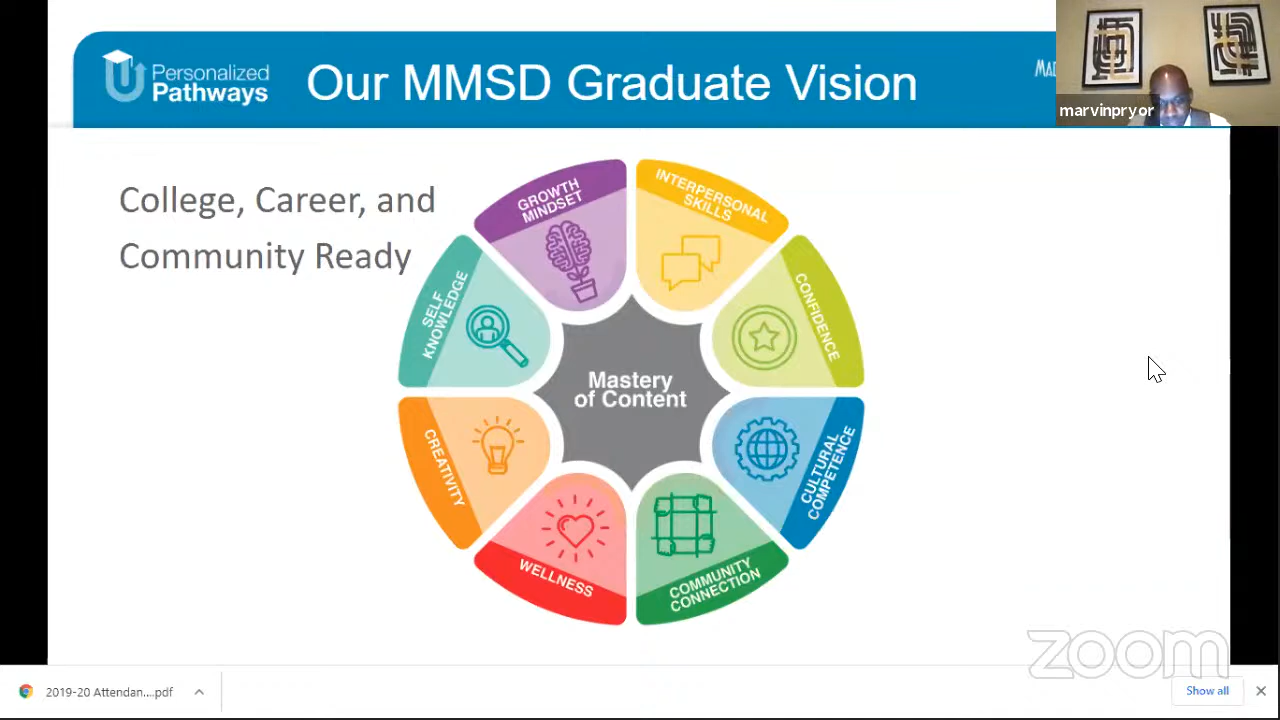 Personalized
Pathways
Our MMSD Graduate Vision
MAD
marvinpryor
College, Career, and
Community Ready
GROWTH
MINDSET
INTERPERSONAL
SKILLS
SELF
KNOWLEDGE
CONFIDENCE
Mastery
of Content
CREATIVITY
CULTURAL
COMPETENCE
WELLNESS
COMMUNITY
CONNECTION
zoom
2019-20 Attendan....pdf
Show all